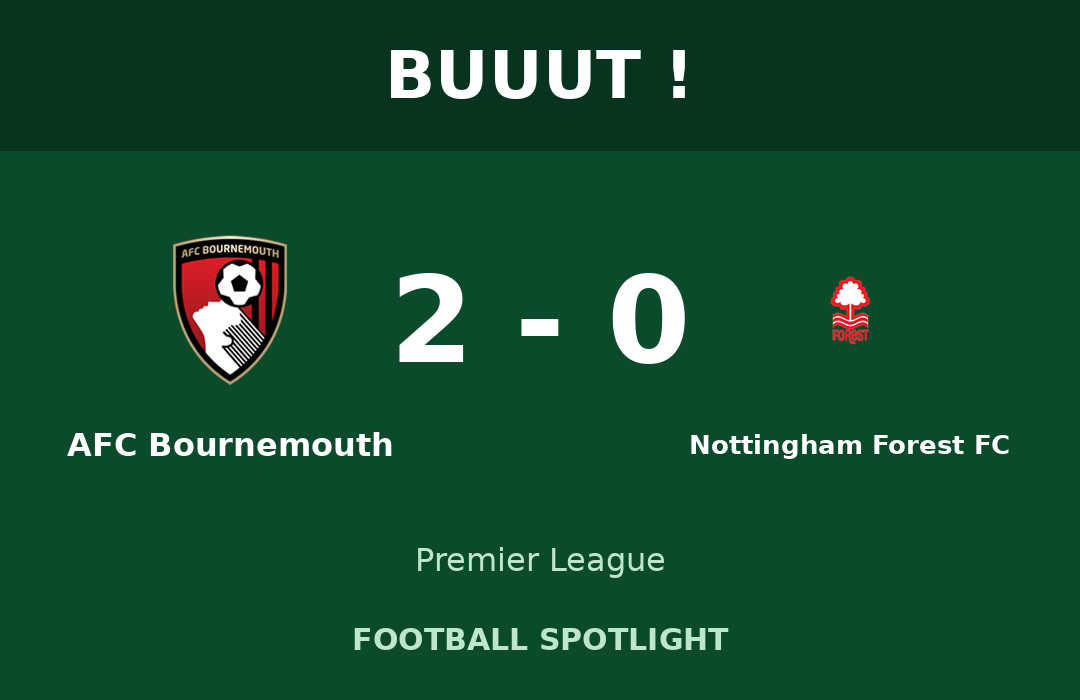 BUUUT !
AFC BOURNEMOUTH
2 - 0
FOREST
AFC Bournemouth
Nottingham Forest FC
Premier League
FOOTBALL SPOTLIGHT